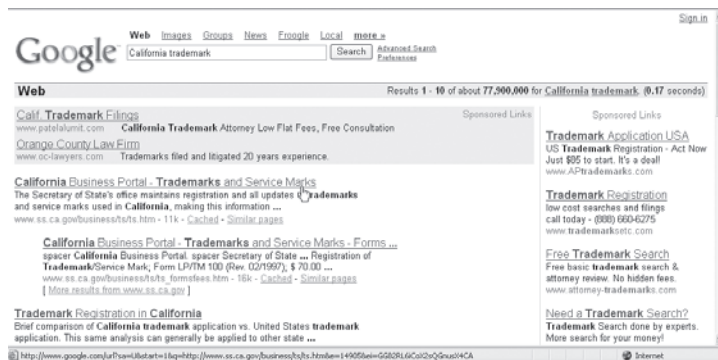 Sign in
Google
Web Images Groups News Froogle Local more »
California trademark Search Advanced Search
Preferences
Web Results 1 - 10 of about 77,900,000 for California trademark. (0.17 seconds)
Calif. Trademark Filings Sponsored Links
www.patelalumit.com California Trademark Attorney Low Flat Fees, Free Consultation
Orange County Law Firm
www.oc-lawyers.com Trademarks filed and litigated 20 years experience.
California Business Portal - Trademarks and Service Marks
The Secretary of State's office maintains registration and all updates trademarks
and service marks used in California, making this information ...
www.ss.ca.gov/business/ts/ts.htm - 11k - Cached - Similar pages
California Business Portal - Trademarks and Service Marks - Forms ...
spacer California Business Portal. spacer Secretary of State ... Registration of
Trademark/Service Mark; Form LP/TM 100 (Rev. 02/1997); $ 70.00 ...
www.ss.ca.gov/business/ts/ts_formsfees.htm - 16k - Cached - Similar pages
[ More results from www.ss.ca.gov ]
Trademark Registration in California
Brief comparison of California trademark application vs. United States trademark
application. This same analysis can generally be applied to other state ...
Sponsored Links
Trademark Application USA
US Trademark Registration - Act Now
Just $85 to start. It's a deal!
www.APtrademarks.com
Trademark Registration
low cost searches and filings
call today - (888) 660-6275
www.trademarksetc.com
Free Trademark Search
Free basic trademark search &
attorney review. No hidden fees.
www.attorney-trademarks.com
Need a Trademark Search?
Trademark Search done by experts.
More search for your money!
Internet